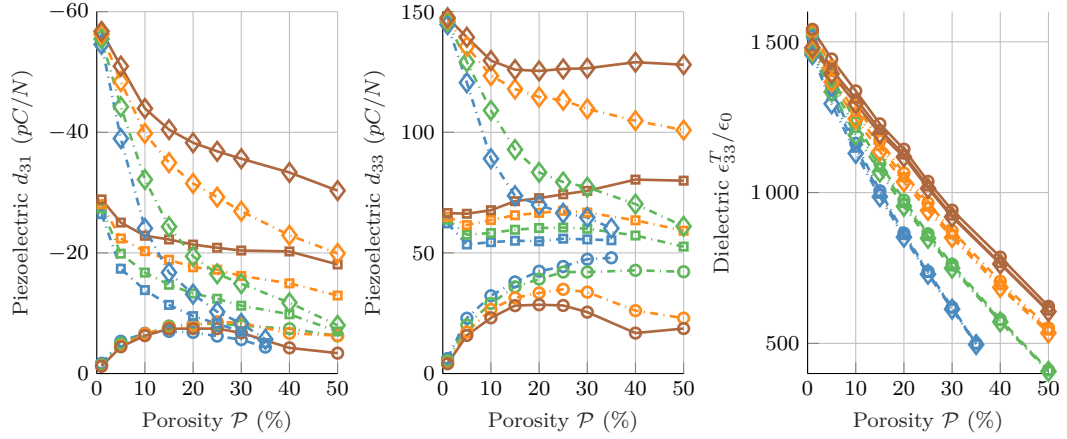 −60
−40
−20
0
0 10 20 30 40 50
Porosity 𝒫 (%)
Piezoelectric d₃₁ (pC/N)
150
100
50
0
0 10 20 30 40 50
Porosity 𝒫 (%)
Piezoelectric d₃₃ (pC/N)
1 500
1 000
500
0 10 20 30 40 50
Porosity 𝒫 (%)
Dielectric ϵᵀ₃₃/ϵ₀